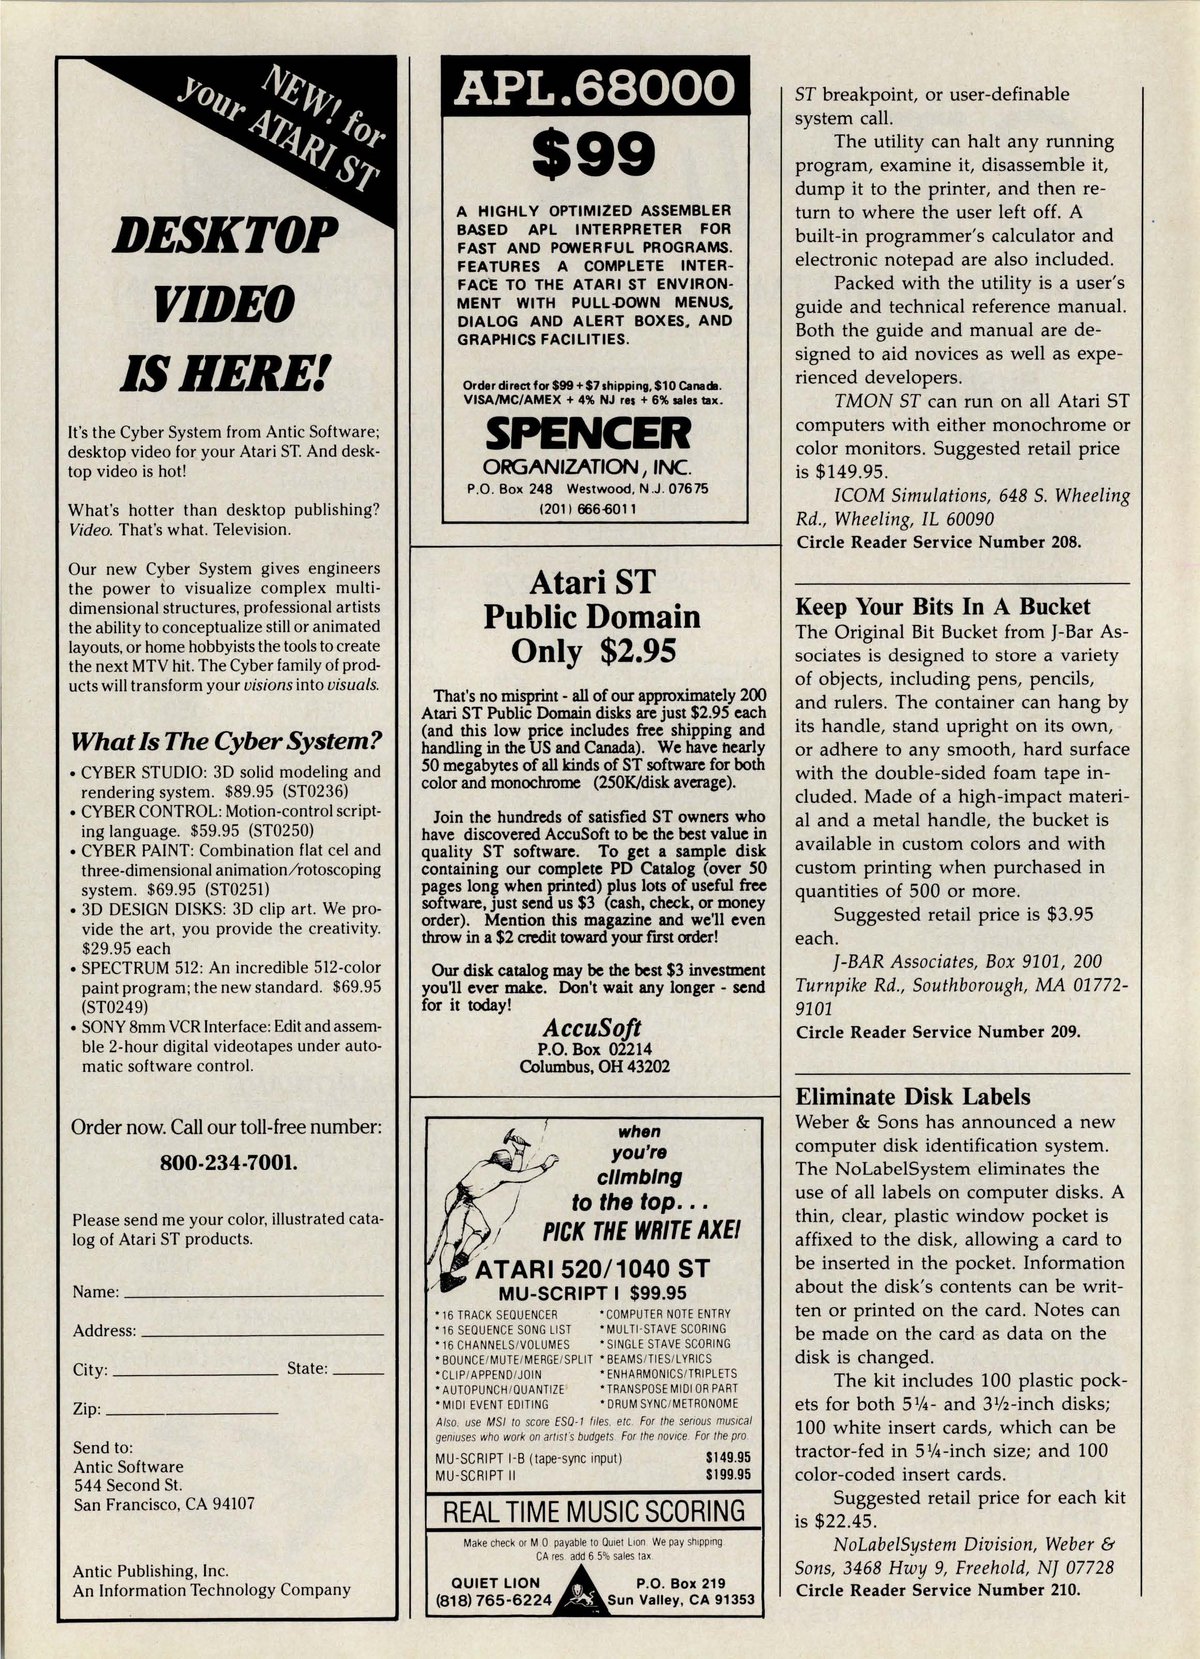 NEW! for
your ATARI ST
DESKTOP
VIDEO
IS HERE!
It's the Cyber System from Antic Software;
desktop video for your Atari ST. And desk-
top video is hot!
What's hotter than desktop publishing?
Video. That's what. Television.
Our new Cyber System gives engineers
the power to visualize complex multi-
dimensional structures, professional artists
the ability to conceptualize still or animated
layouts, or home hobbyists the tools to create
the next MTV hit. The Cyber family of prod-
ucts will transform your visions into visuals.
What Is The Cyber System?
• CYBER STUDIO: 3D solid modeling and
rendering system. $89.95 (ST0236)
• CYBER CONTROL: Motion-control script-
ing language. $59.95 (ST0250)
• CYBER PAINT: Combination flat cel and
three-dimensional animation/rotoscoping
system. $69.95 (ST0251)
• 3D DESIGN DISKS: 3D clip art. We pro-
vide the art, you provide the creativity.
$29.95 each
• SPECTRUM 512: An incredible 512-color
paint program; the new standard. $69.95
(ST0249)
• SONY 8mm VCR Interface: Edit and assem-
ble 2-hour digital videotapes under auto-
matic software control.
Order now. Call our toll-free number:
800-234-7001.
Please send me your color, illustrated cata-
log of Atari ST products.
Name:
Address:
City: State:
Zip:
Send to:
Antic Software
544 Second St.
San Francisco, CA 94107
Antic Publishing, Inc.
An Information Technology Company
APL.68000
$99
A HIGHLY OPTIMIZED ASSEMBLER
BASED APL INTERPRETER FOR
FAST AND POWERFUL PROGRAMS.
FEATURES A COMPLETE INTER-
FACE TO THE ATARI ST ENVIRON-
MENT WITH PULL-DOWN MENUS,
DIALOG AND ALERT BOXES, AND
GRAPHICS FACILITIES.
Order direct for $99 + $7 shipping, $10 Canada.
VISA/MC/AMEX + 4% NJ res + 6% sales tax.
SPENCER
ORGANIZATION, INC.
P.O. Box 248 Westwood, N.J. 07675
(201) 666-6011
Atari ST
Public Domain
Only $2.95
That's no misprint - all of our approximately 200
Atari ST Public Domain disks are just $2.95 each
(and this low price includes free shipping and
handling in the US and Canada). We have nearly
50 megabytes of all kinds of ST software for both
color and monochrome (250K/disk average).
Join the hundreds of satisfied ST owners who
have discovered AccuSoft to be the best value in
quality ST software. To get a sample disk
containing our complete PD Catalog (over 50
pages long when printed) plus lots of useful free
software, just send us $3 (cash, check, or money
order). Mention this magazine and we'll even
throw in a $2 credit toward your first order!
Our disk catalog may be the best $3 investment
you'll ever make. Don't wait any longer - send
for it today!
AccuSoft
P.O. Box 02214
Columbus, OH 43202
when
you're
climbing
to the top...
PICK THE WRITE AXE!
ATARI 520/1040 ST
MU-SCRIPT I $99.95
*16 TRACK SEQUENCER *COMPUTER NOTE ENTRY
*16 SEQUENCE SONG LIST *MULTI-STAVE SCORING
*16 CHANNELS/VOLUMES *SINGLE STAVE SCORING
*BOUNCE/MUTE/MERGE/SPLIT *BEAMS/TIES/LYRICS
*CLIP/APPEND/JOIN *ENHARMONICS/TRIPLETS
*AUTOPUNCH/QUANTIZE *TRANSPOSE MIDI OR PART
*MIDI EVENT EDITING *DRUM SYNC/METRONOME
Also, use MSI to score ESQ-1 files, etc. For the serious musical
geniuses who work on artist's budgets. For the novice. For the pro.
MU-SCRIPT I-B (tape-sync input) $149.95
MU-SCRIPT II $199.95
REAL TIME MUSIC SCORING
Make check or M.O. payable to Quiet Lion. We pay shipping.
CA res. add 6.5% sales tax.
QUIET LION P.O. Box 219
(818) 765-6224 Sun Valley, CA 91353
ST breakpoint, or user-definable
system call.
The utility can halt any running
program, examine it, disassemble it,
dump it to the printer, and then re-
turn to where the user left off. A
built-in programmer's calculator and
electronic notepad are also included.
Packed with the utility is a user's
guide and technical reference manual.
Both the guide and manual are de-
signed to aid novices as well as expe-
rienced developers.
TMON ST can run on all Atari ST
computers with either monochrome or
color monitors. Suggested retail price
is $149.95.
ICOM Simulations, 648 S. Wheeling
Rd., Wheeling, IL 60090
Circle Reader Service Number 208.
Keep Your Bits In A Bucket
The Original Bit Bucket from J-Bar As-
sociates is designed to store a variety
of objects, including pens, pencils,
and rulers. The container can hang by
its handle, stand upright on its own,
or adhere to any smooth, hard surface
with the double-sided foam tape in-
cluded. Made of a high-impact materi-
al and a metal handle, the bucket is
available in custom colors and with
custom printing when purchased in
quantities of 500 or more.
Suggested retail price is $3.95
each.
J-BAR Associates, Box 9101, 200
Turnpike Rd., Southborough, MA 01772-
9101
Circle Reader Service Number 209.
Eliminate Disk Labels
Weber & Sons has announced a new
computer disk identification system.
The NoLabelSystem eliminates the
use of all labels on computer disks. A
thin, clear, plastic window pocket is
affixed to the disk, allowing a card to
be inserted in the pocket. Information
about the disk's contents can be writ-
ten or printed on the card. Notes can
be made on the card as data on the
disk is changed.
The kit includes 100 plastic pock-
ets for both 5¼- and 3½-inch disks;
100 white insert cards, which can be
tractor-fed in 5¼-inch size; and 100
color-coded insert cards.
Suggested retail price for each kit
is $22.45.
NoLabelSystem Division, Weber &
Sons, 3468 Hwy 9, Freehold, NJ 07728
Circle Reader Service Number 210.